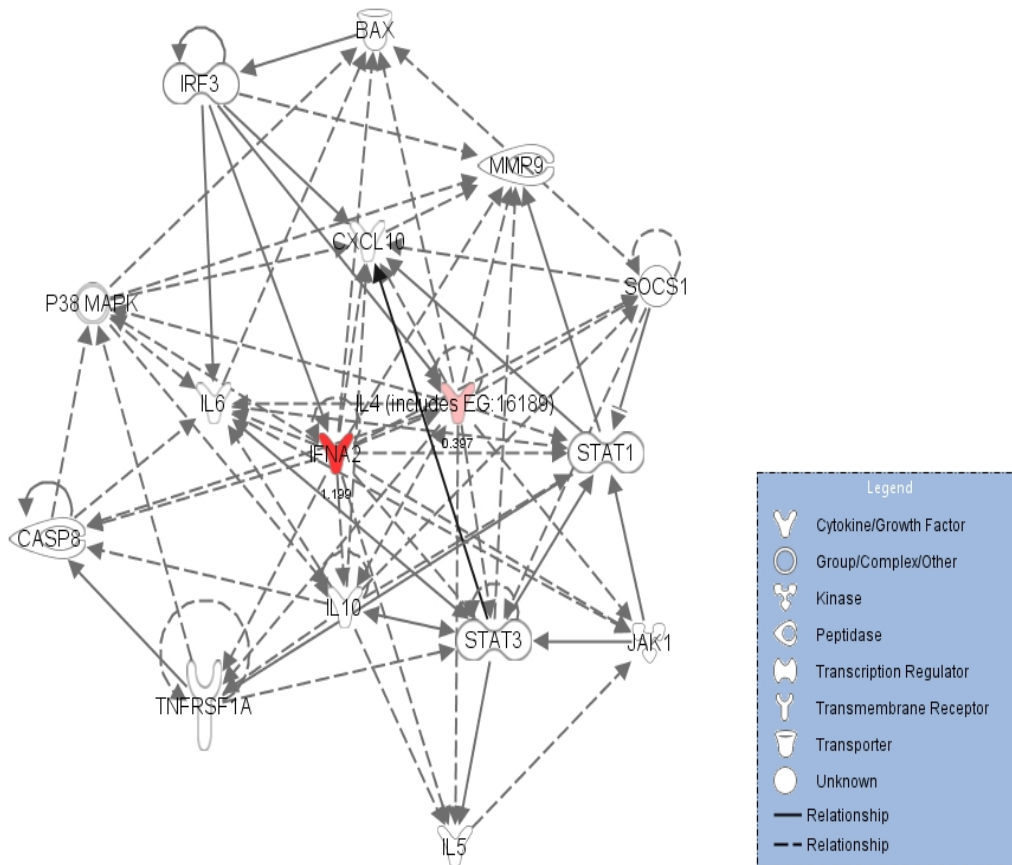 BAX
IRF3
MMP9
CXCL10
SOCS1
P38 MAPK
IL6
IL4 (includes EG:16189)
0.397
IFNA2
1.199
STAT1
CASP8
IL10
STAT3
JAK1
TNFRSF1A
IL5
Legend
Cytokine/Growth Factor
Group/Complex/Other
Kinase
Peptidase
Transcription Regulator
Transmembrane Receptor
Transporter
Unknown
Relationship
Relationship